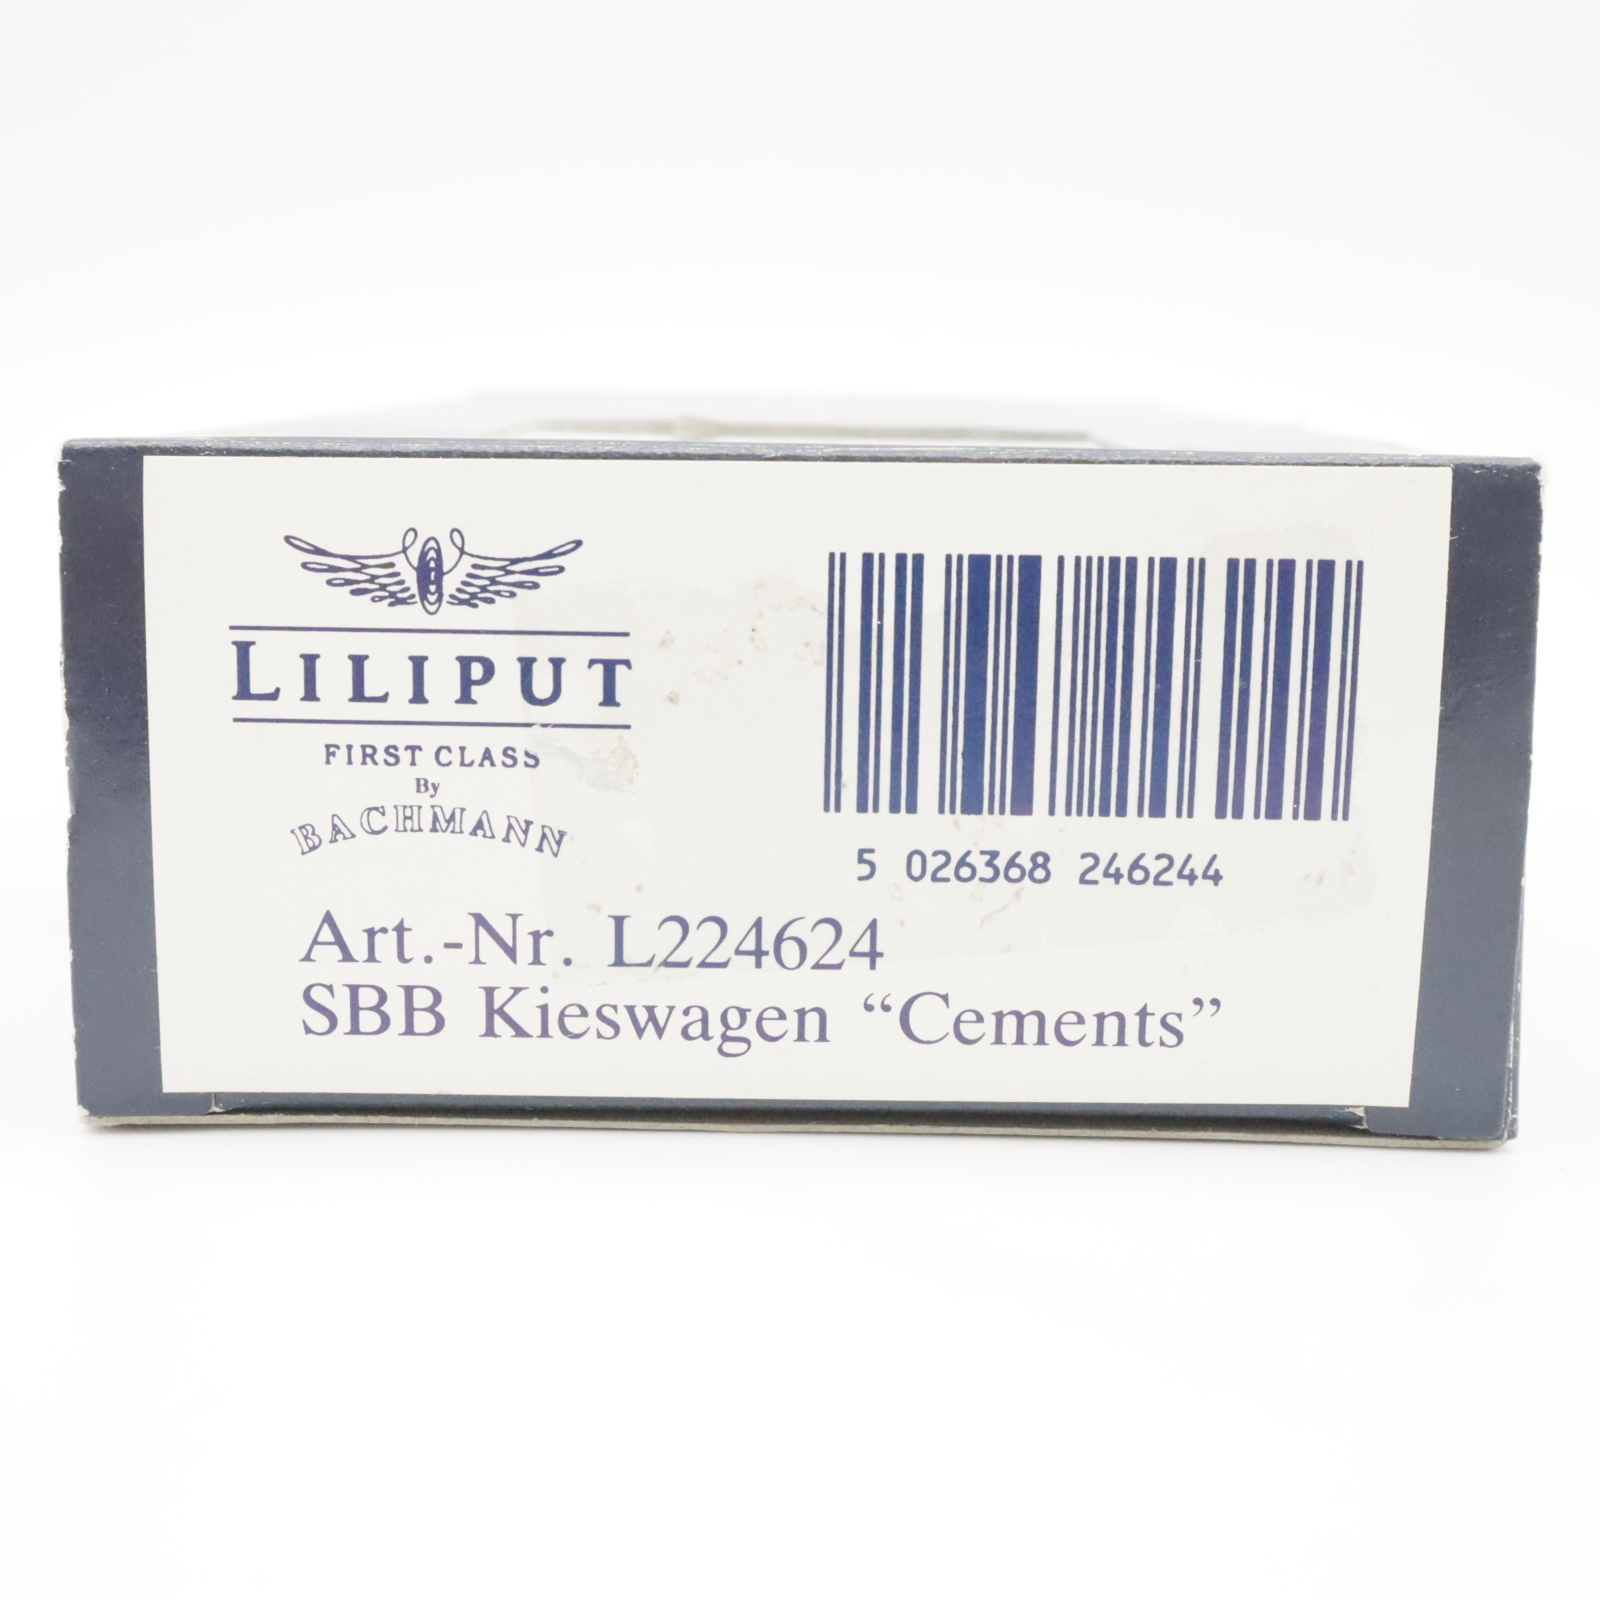 LILIPUT
FIRST CLASS
By
BACHMANN
5 026368 246244
Art.-Nr. L224624
SBB Kieswagen “Cements”